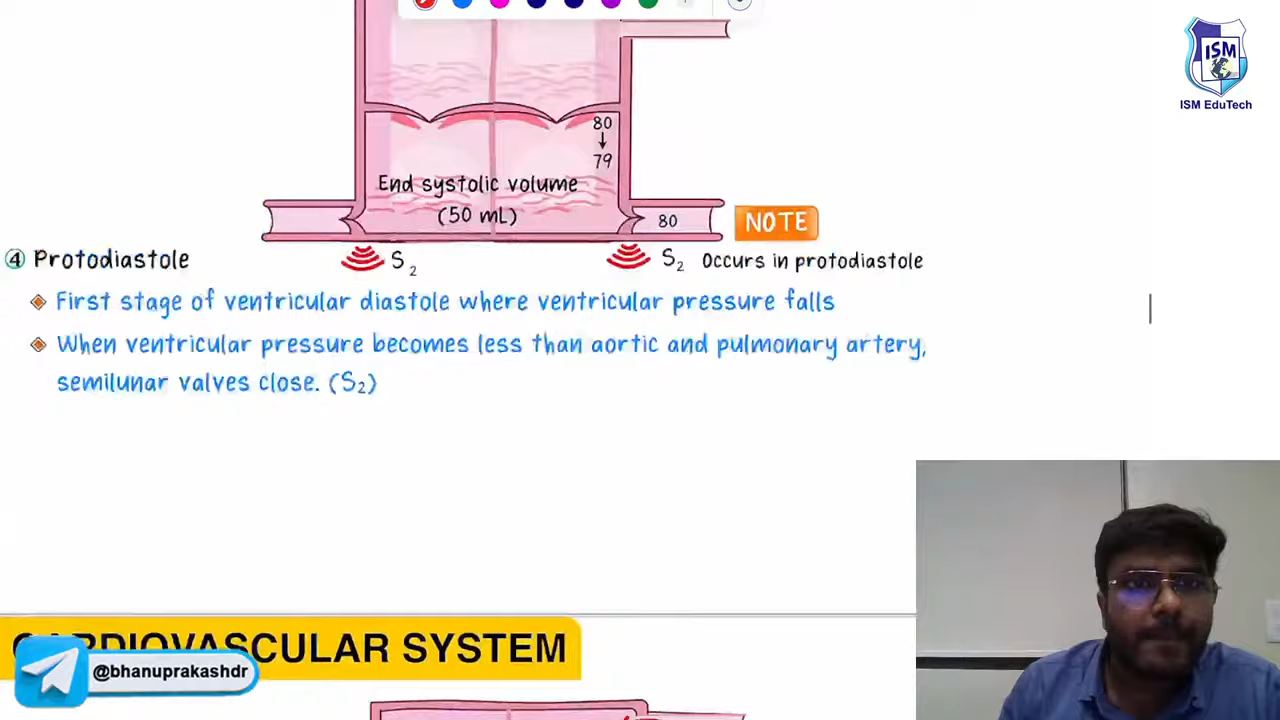 ISM
ISM EduTech
80
↓
79
End systolic volume
(50 mL)
80
NOTE
④ Protodiastole
S₂
S₂ Occurs in protodiastole
First stage of ventricular diastole where ventricular pressure falls
When ventricular pressure becomes less than aortic and pulmonary artery,
semilunar valves close. (S₂)
CARDIOVASCULAR SYSTEM
@bhanuprakashdr